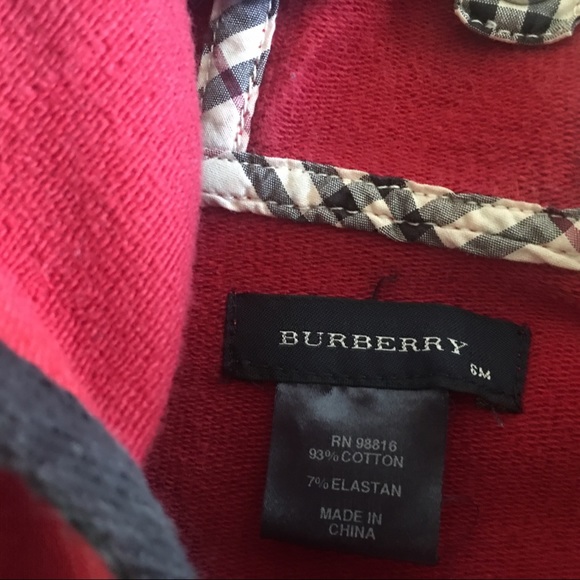 BURBERRY
6M
RN 98816
93% COTTON
7% ELASTAN
MADE IN
CHINA